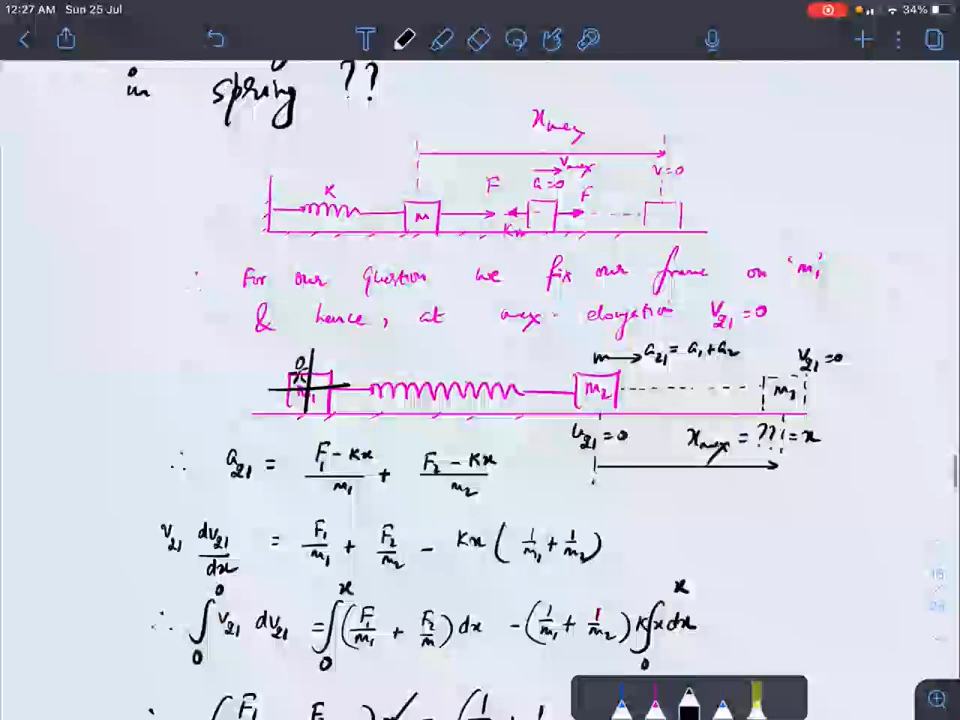 12:27 AM Sun 25 Jul
34%
in spring ??
x_max
v_max
K F a=0 F v=0
m
Kx
∴ For our question we fix our frame on 'm₁'
& hence, at max. elongation V₂₁ = 0
a₂₁ = a₁ + a₂ V₂₁ = 0
m₁ m₂ m₂
u₂₁ = 0 x_max = ?? = x
∴ a₂₁ = (F₁ - Kx)/m₁ + (F₂ - Kx)/m₂
V₂₁ dV₂₁/dx = F₁/m₁ + F₂/m₂ - Kx (1/m₁ + 1/m₂)
∴ ∫₀⁰ V₂₁ dV₂₁ = ∫₀ˣ (F₁/m₁ + F₂/m) dx - (1/m₁ + 1/m₂) K ∫₀ˣ x dx